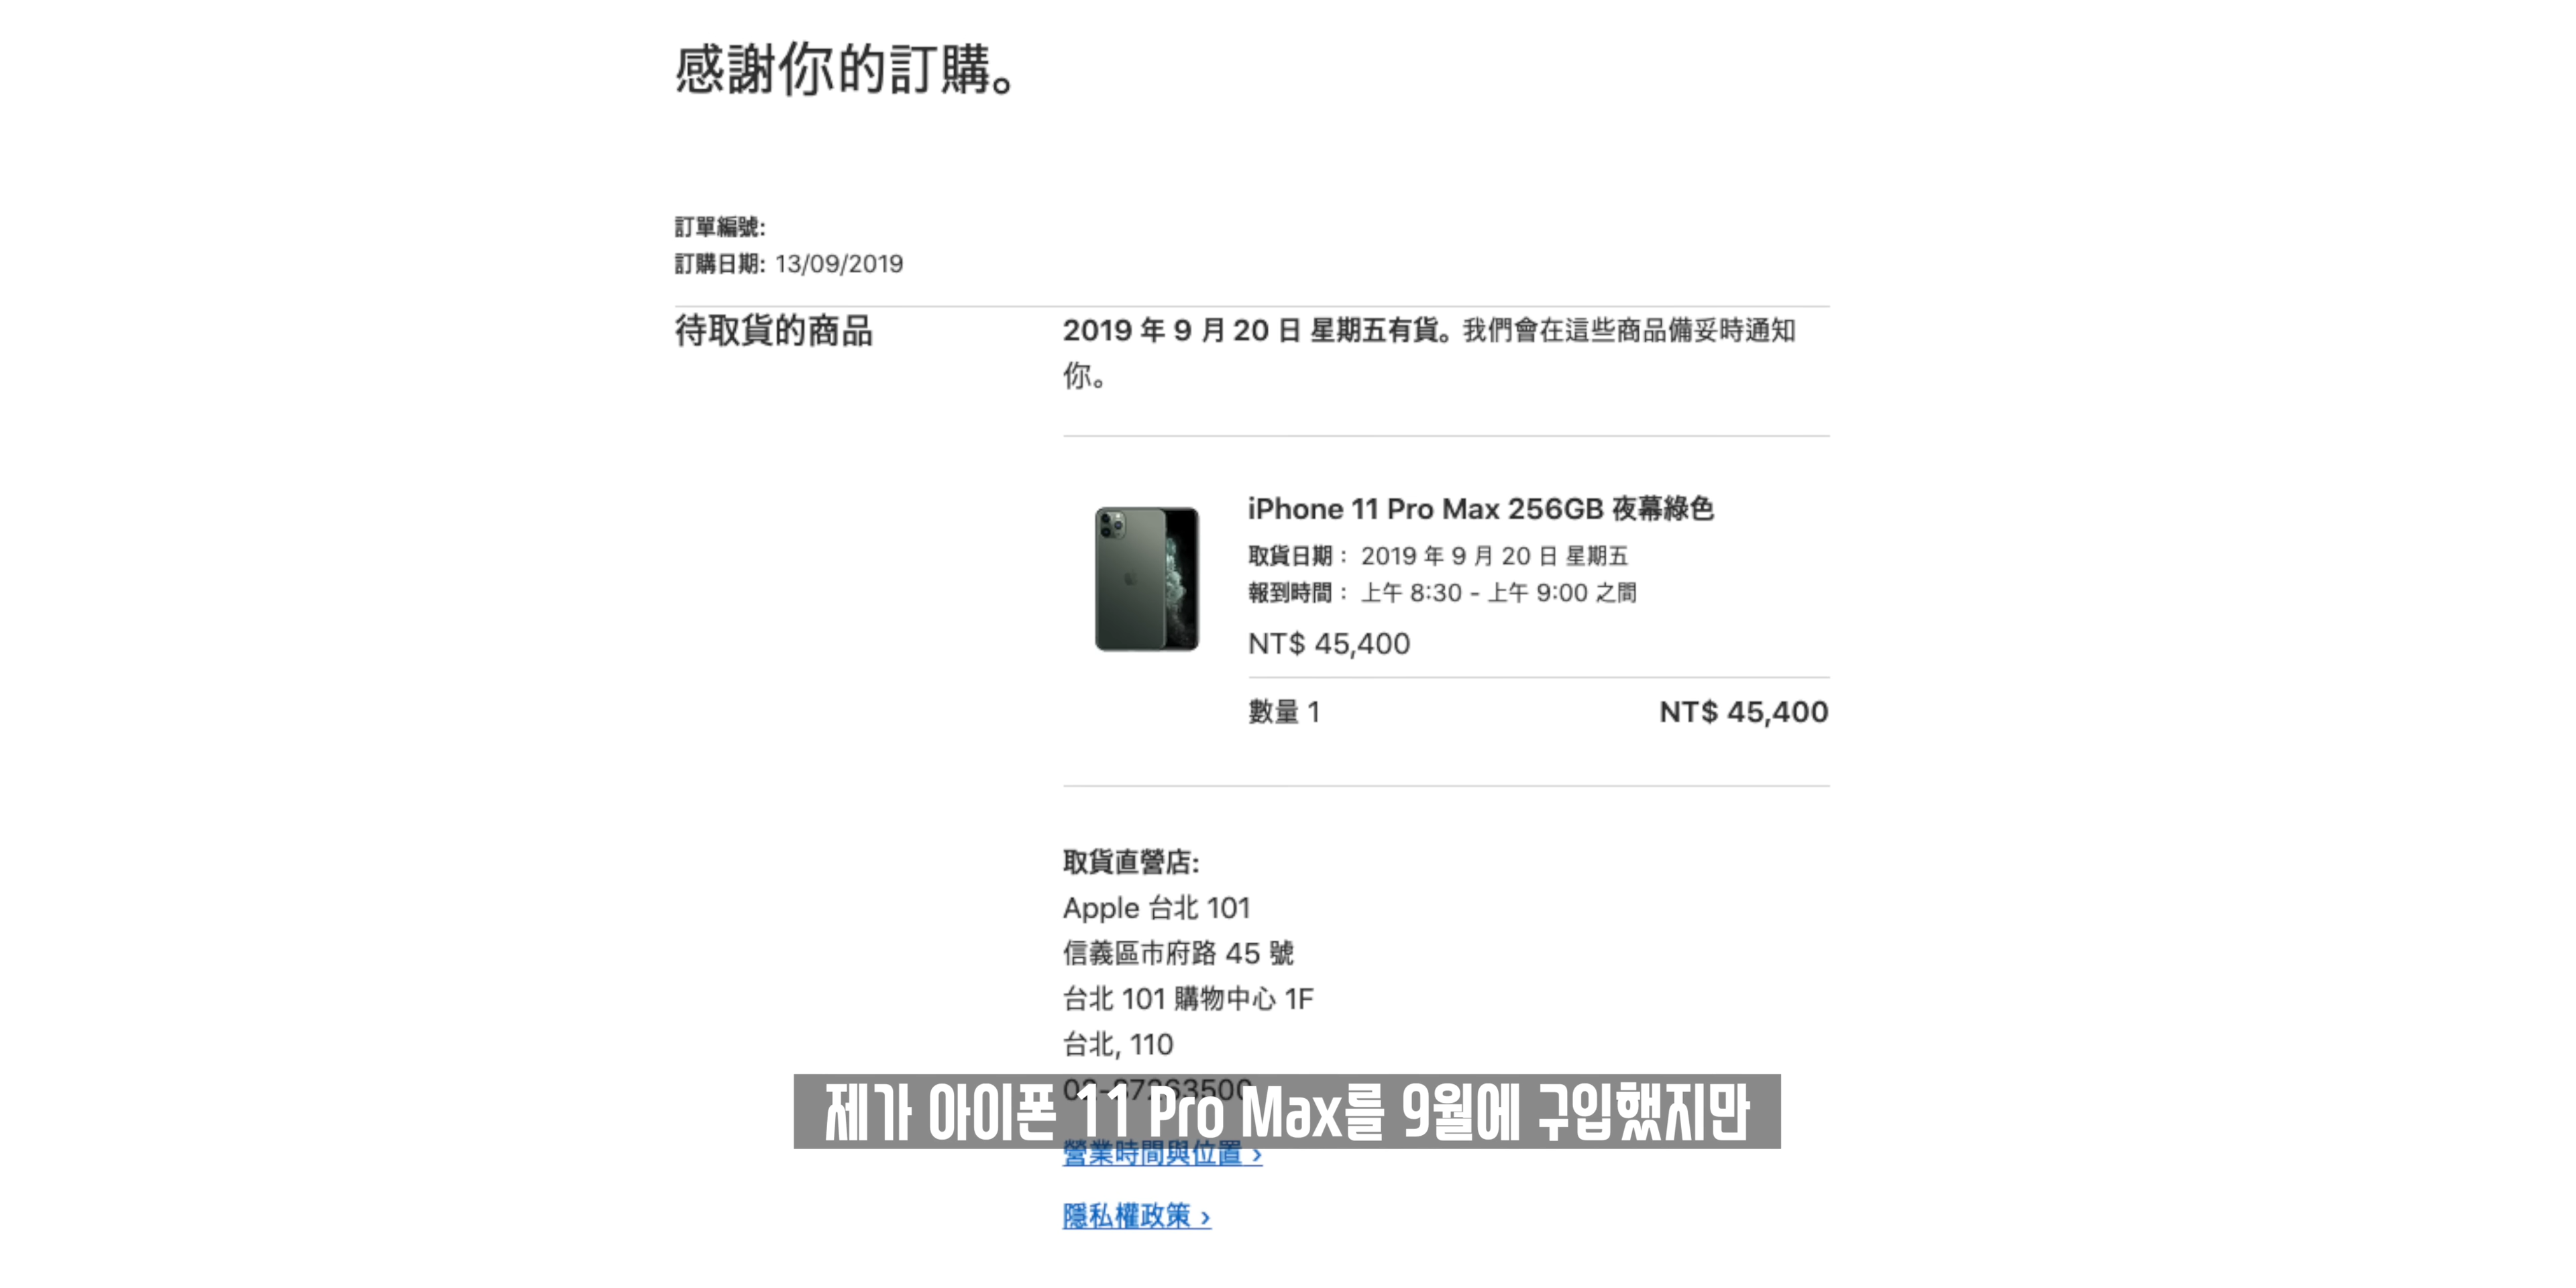 感謝你的訂購。
訂單編號:
訂購日期: 13/09/2019
待取貨的商品
2019 年 9 月 20 日 星期五有貨。我們會在這些商品備妥時通知
你。
iPhone 11 Pro Max 256GB 夜幕綠色
取貨日期： 2019 年 9 月 20 日 星期五
報到時間： 上午 8:30 - 上午 9:00 之間
NT$ 45,400
數量 1
NT$ 45,400
取貨直營店:
Apple 台北 101
信義區市府路 45 號
台北 101 購物中心 1F
台北, 110
02-87263500
제가 아이폰 11 Pro Max를 9월에 구입했지만
營業時間與位置 ›
隱私權政策 ›